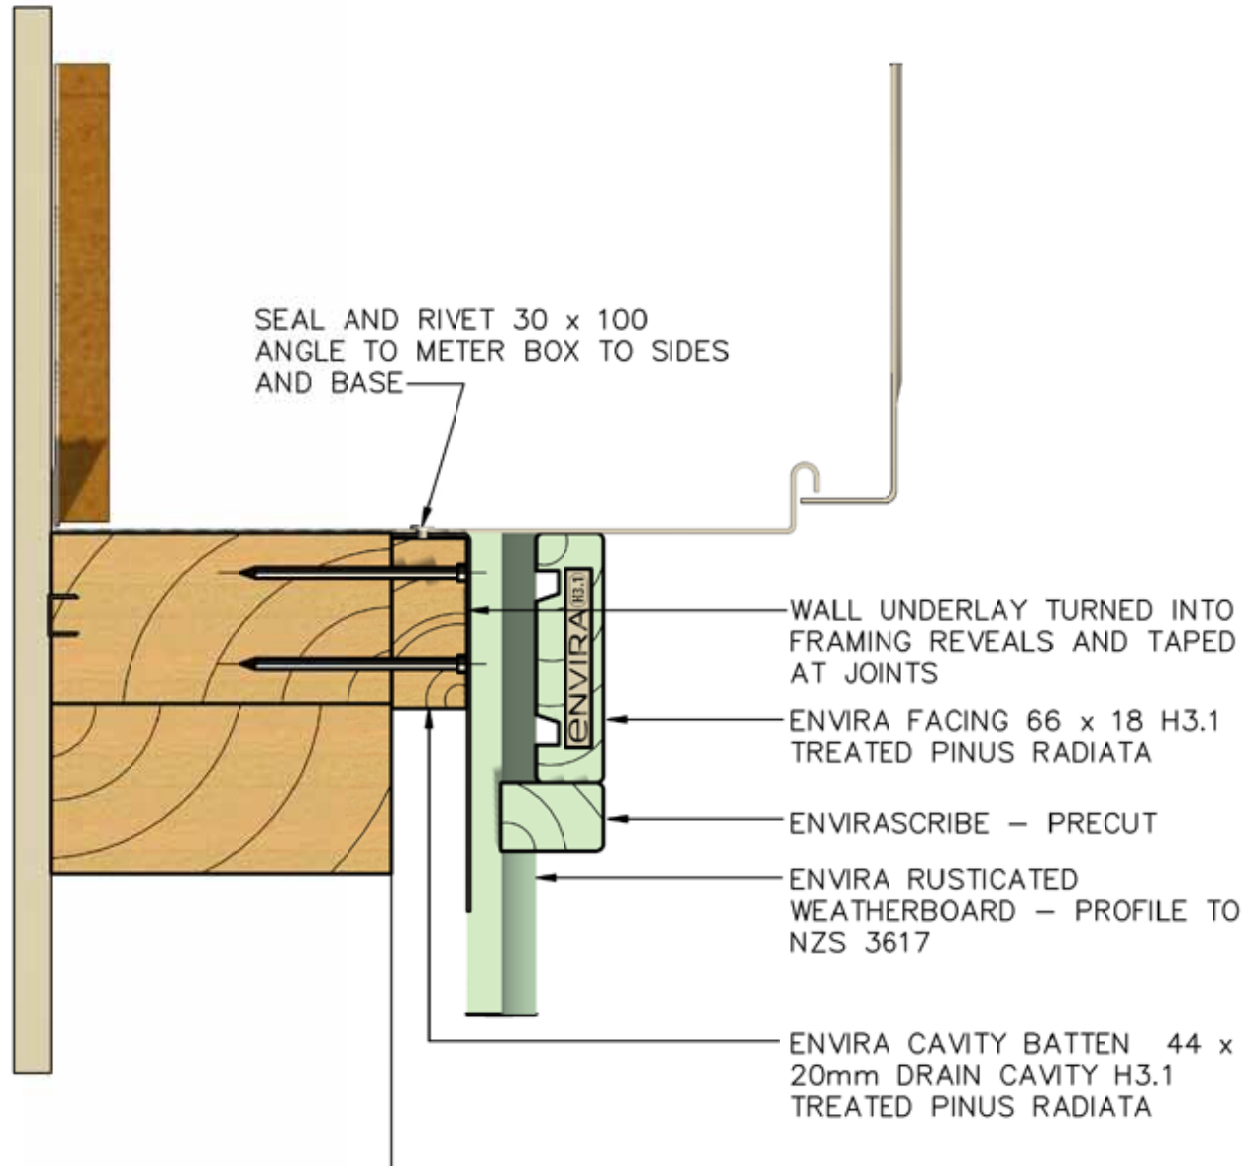 SEAL AND RIVET 30 x 100
ANGLE TO METER BOX TO SIDES
AND BASE
eNVIRA H3.1
WALL UNDERLAY TURNED INTO
FRAMING REVEALS AND TAPED
AT JOINTS
ENVIRA FACING 66 x 18 H3.1
TREATED PINUS RADIATA
ENVIRASCRIBE – PRECUT
ENVIRA RUSTICATED
WEATHERBOARD – PROFILE TO
NZS 3617
ENVIRA CAVITY BATTEN 44 x
20mm DRAIN CAVITY H3.1
TREATED PINUS RADIATA